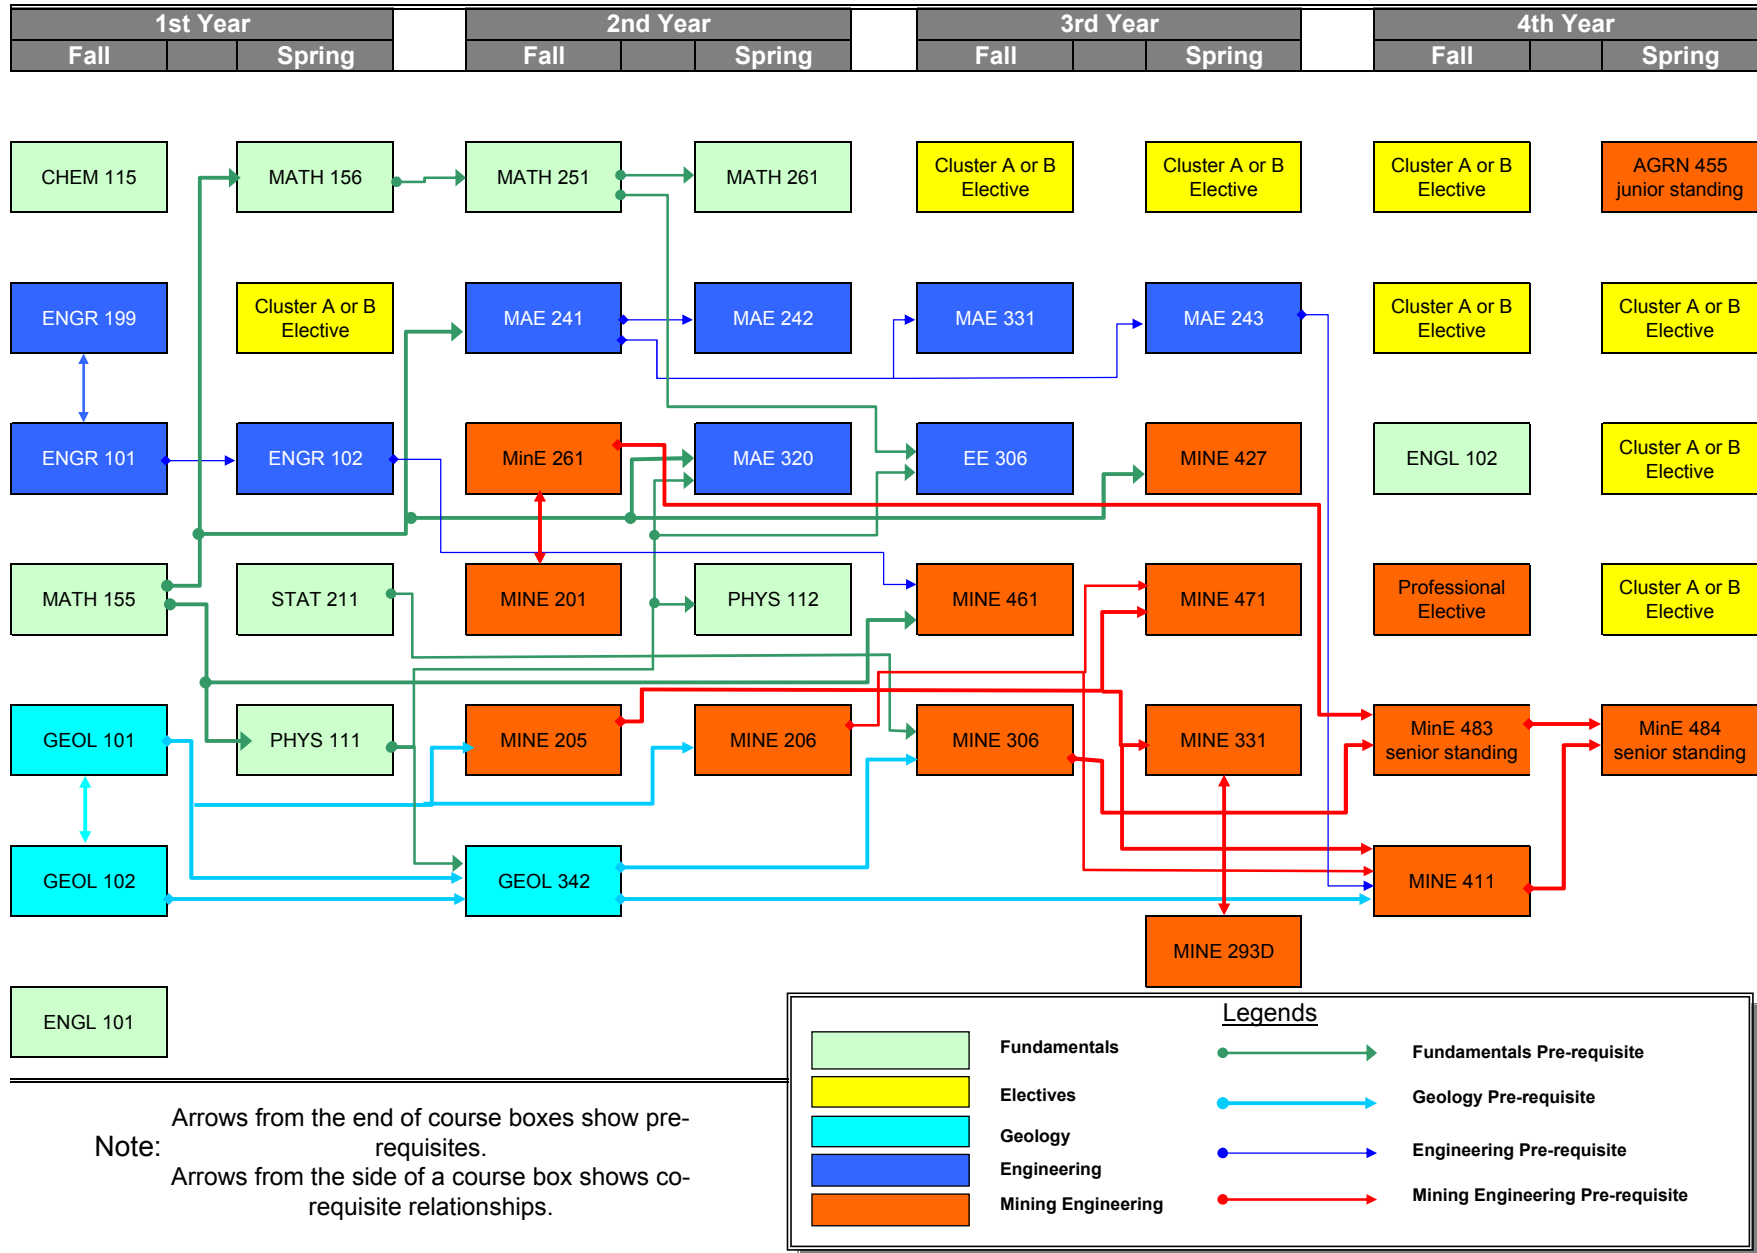 1st Year 2nd Year 3rd Year 4th Year
Fall Spring Fall Spring Fall Spring Fall Spring
CHEM 115
MATH 156
MATH 251
MATH 261
Cluster A or B
Elective
Cluster A or B
Elective
Cluster A or B
Elective
AGRN 455
junior standing
ENGR 199
Cluster A or B
Elective
MAE 241
MAE 242
MAE 331
MAE 243
Cluster A or B
Elective
Cluster A or B
Elective
ENGR 101
ENGR 102
MinE 261
MAE 320
EE 306
MINE 427
ENGL 102
Cluster A or B
Elective
MATH 155
STAT 211
MINE 201
PHYS 112
MINE 461
MINE 471
Professional
Elective
Cluster A or B
Elective
GEOL 101
PHYS 111
MINE 205
MINE 206
MINE 306
MINE 331
MinE 483
senior standing
MinE 484
senior standing
GEOL 102
GEOL 342
MINE 411
MINE 293D
ENGL 101
Legends
Fundamentals
Fundamentals Pre-requisite
Electives
Geology Pre-requisite
Geology
Engineering
Engineering Pre-requisite
Mining Engineering
Mining Engineering Pre-requisite
Note:
Arrows from the end of course boxes show pre-
requisites.
Arrows from the side of a course box shows co-
requisite relationships.